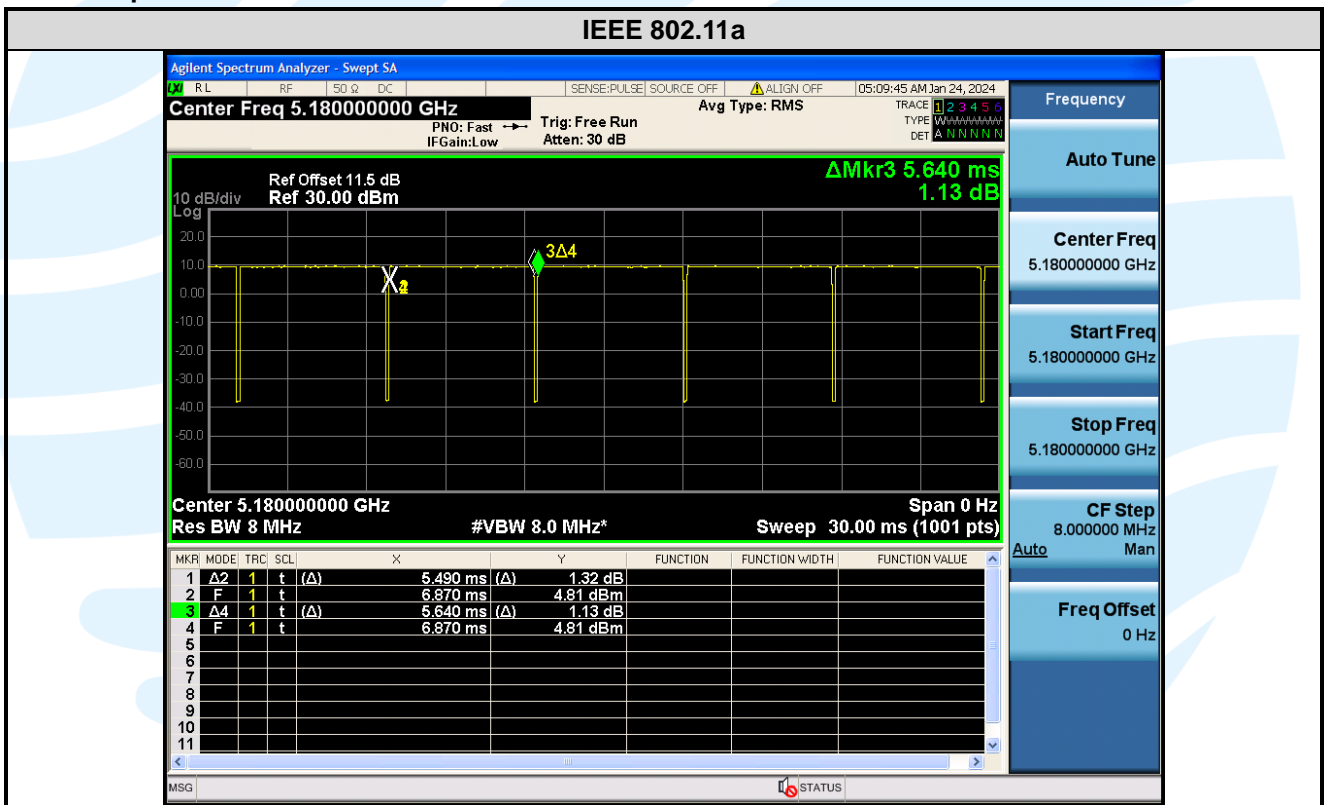 IEEE 802.11a
Agilent Spectrum Analyzer - Swept SA
LXI RL RF 50 Ω DC SENSE:PULSE SOURCE OFF ALIGN OFF 05:09:45 AM Jan 24, 2024
Center Freq 5.180000000 GHz
PNO: Fast
IFGain:Low
Trig: Free Run
Atten: 30 dB
Avg Type: RMS
TRACE 1 2 3 4 5 6
TYPE W
DET A N N N N N
ΔMkr3 5.640 ms
1.13 dB
Ref Offset 11.5 dB
10 dB/div Ref 30.00 dBm
Log
20.0
10.0
0.00
-10.0
-20.0
-30.0
-40.0
-50.0
-60.0
3Δ4
Center 5.180000000 GHz Span 0 Hz
Res BW 8 MHz #VBW 8.0 MHz* Sweep 30.00 ms (1001 pts)
MKR MODE TRC SCL X Y FUNCTION FUNCTION WIDTH FUNCTION VALUE
1 Δ2 1 t (Δ) 5.490 ms (Δ) 1.32 dB
2 F 1 t 6.870 ms 4.81 dBm
3 Δ4 1 t (Δ) 5.640 ms (Δ) 1.13 dB
4 F 1 t 6.870 ms 4.81 dBm
5
6
7
8
9
10
11
MSG STATUS
Frequency
Auto Tune
Center Freq
5.180000000 GHz
Start Freq
5.180000000 GHz
Stop Freq
5.180000000 GHz
CF Step
8.000000 MHz
Auto Man
Freq Offset
0 Hz